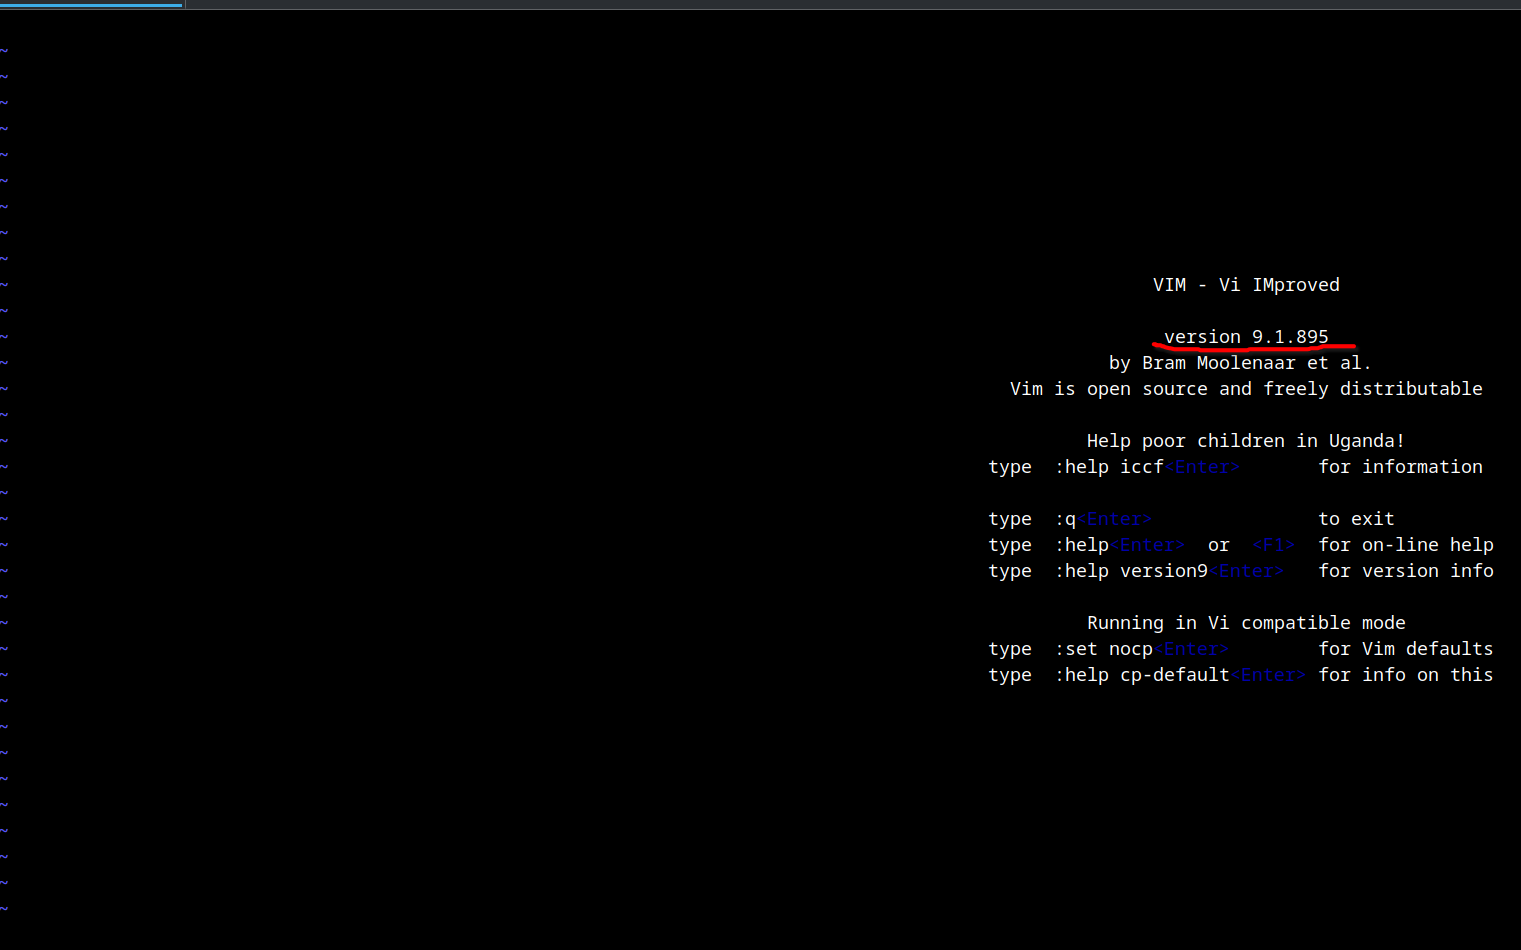 ~
~
~
~
~
~
~
~
~
~ VIM - Vi IMproved
~
~ version 9.1.895
~ by Bram Moolenaar et al.
~ Vim is open source and freely distributable
~
~ Help poor children in Uganda!
~ type  :help iccf<Enter>       for information
~
~ type  :q<Enter>               to exit
~ type  :help<Enter>  or  <F1>  for on-line help
~ type  :help version9<Enter>   for version info
~
~ Running in Vi compatible mode
~ type  :set nocp<Enter>        for Vim defaults
~ type  :help cp-default<Enter> for info on this
~
~
~
~
~
~
~
~
~